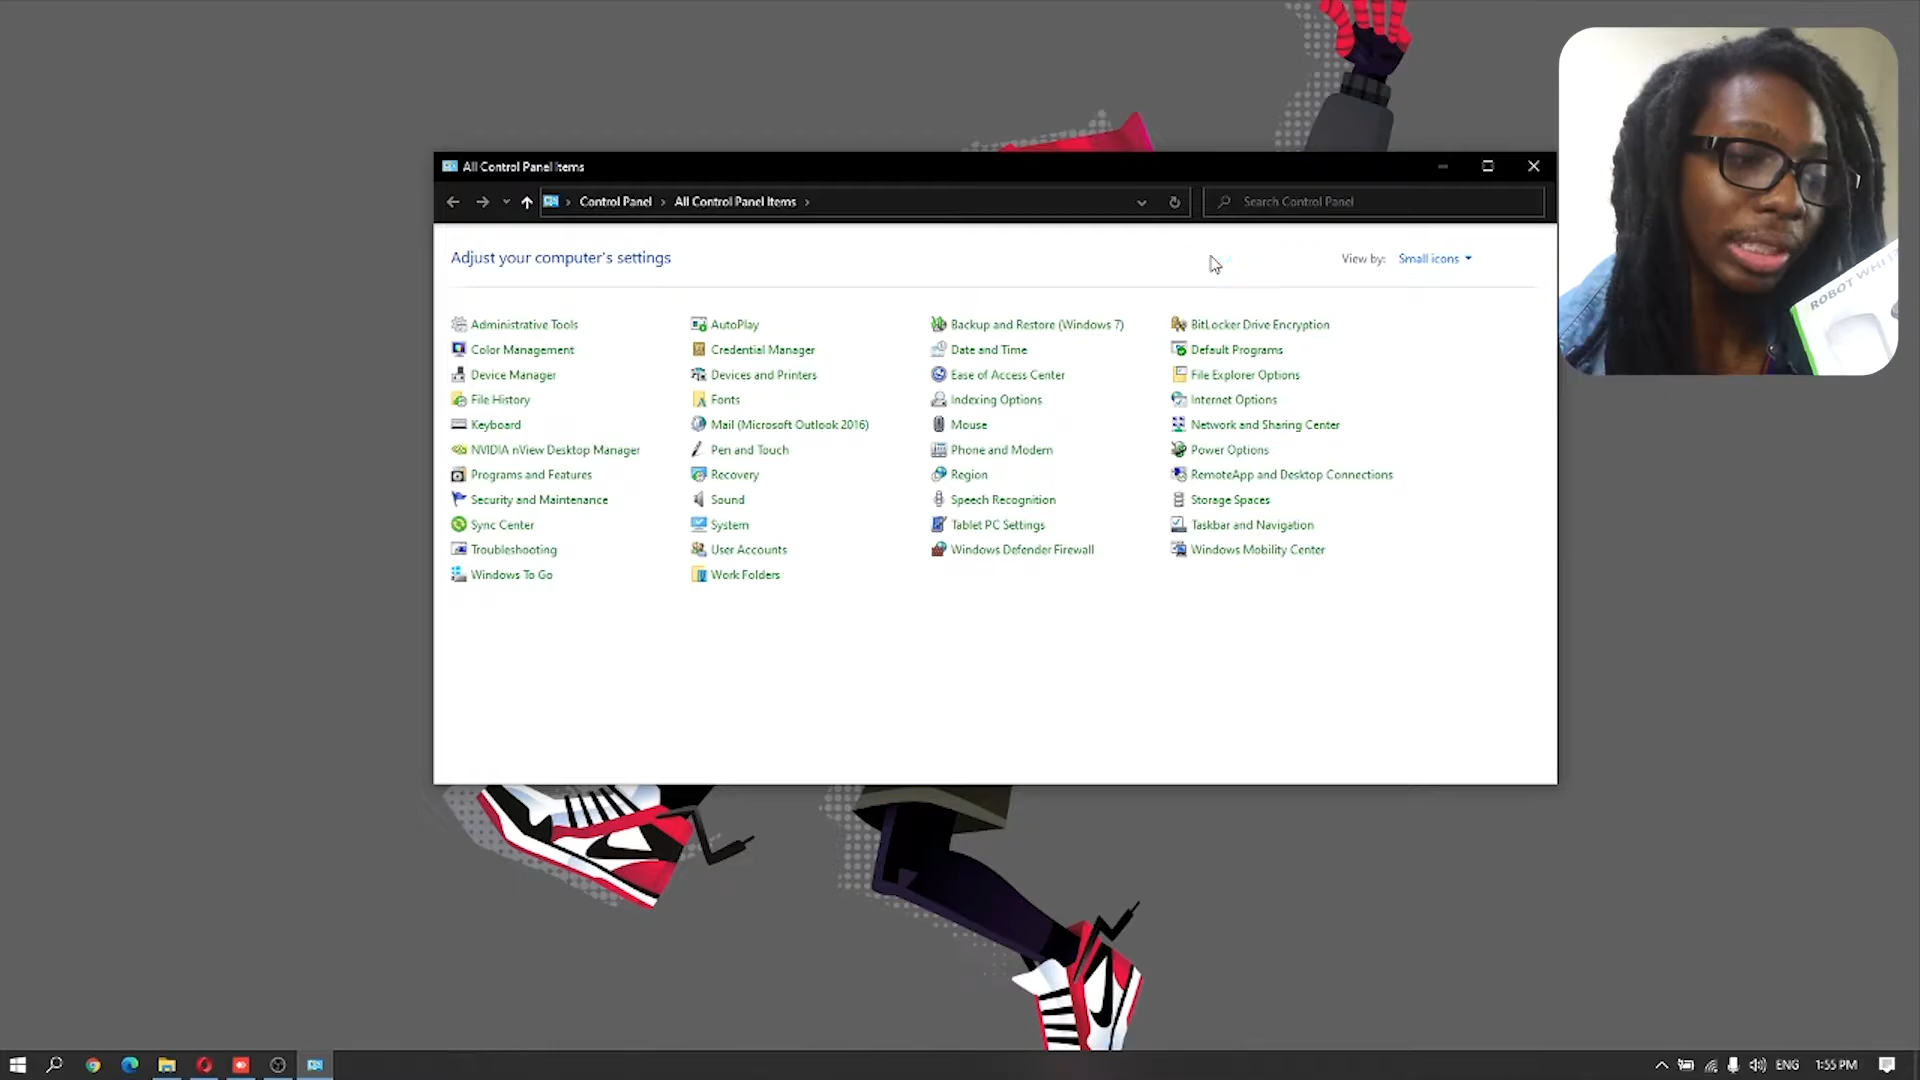 All Control Panel Items
Control Panel > All Control Panel Items >
Search Control Panel
Adjust your computer's settings
View by: Small icons
Administrative Tools
AutoPlay
Backup and Restore (Windows 7)
BitLocker Drive Encryption
Color Management
Credential Manager
Date and Time
Default Programs
Device Manager
Devices and Printers
Ease of Access Center
File Explorer Options
File History
Fonts
Indexing Options
Internet Options
Keyboard
Mail (Microsoft Outlook 2016)
Mouse
Network and Sharing Center
NVIDIA nView Desktop Manager
Pen and Touch
Phone and Modem
Power Options
Programs and Features
Recovery
Region
RemoteApp and Desktop Connections
Security and Maintenance
Sound
Speech Recognition
Storage Spaces
Sync Center
System
Tablet PC Settings
Taskbar and Navigation
Troubleshooting
User Accounts
Windows Defender Firewall
Windows Mobility Center
Windows To Go
Work Folders
ROBOT
ENG
1:55 PM